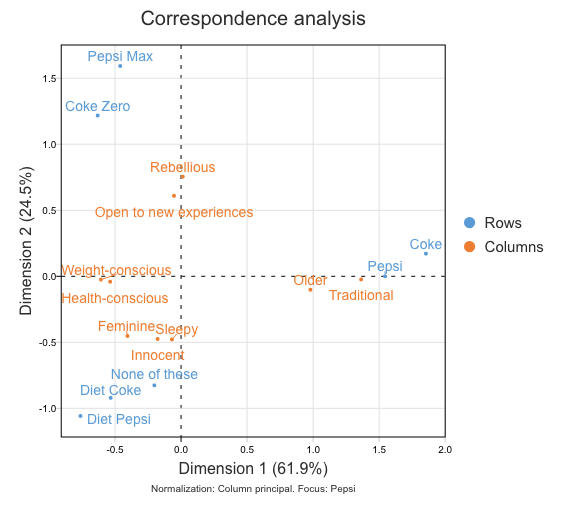 Correspondence analysis
Pepsi Max
1.5
Coke Zero
1.0
Rebellious
0.5
Open to new experiences
Rows
Coke
Columns
Pepsi
Weight-conscious
0.0
Older
Health-conscious
Traditional
Feminine
Sleepy
-0.5
Innocent
None of these
Diet Coke
-1.0
Diet Pepsi
Dimension 2 (24.5%)
-0.5 0.0 0.5 1.0 1.5 2.0
Dimension 1 (61.9%)
Normalization: Column principal. Focus: Pepsi